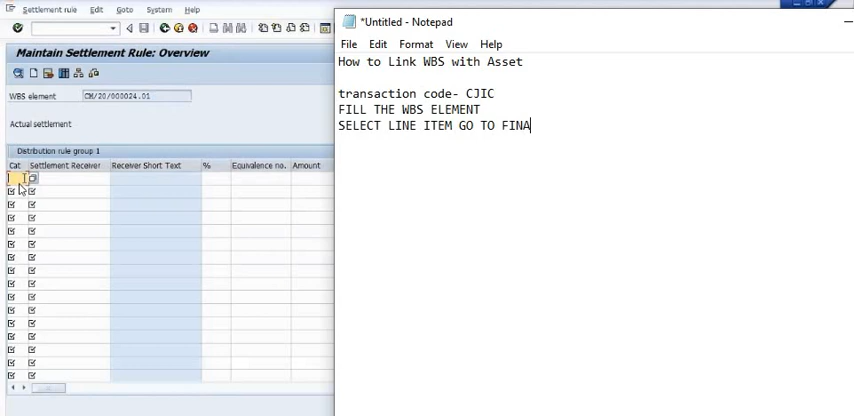 Settlement rule Edit Goto System Help
Maintain Settlement Rule: Overview
WBS element CM/20/000024.01
Actual settlement
Distribution rule group 1
Cat Settlement Receiver Receiver Short Text % Equivalence no. Amount
*Untitled - Notepad
File Edit Format View Help
How to Link WBS with Asset
transaction code- CJIC
FILL THE WBS ELEMENT
SELECT LINE ITEM GO TO FINA